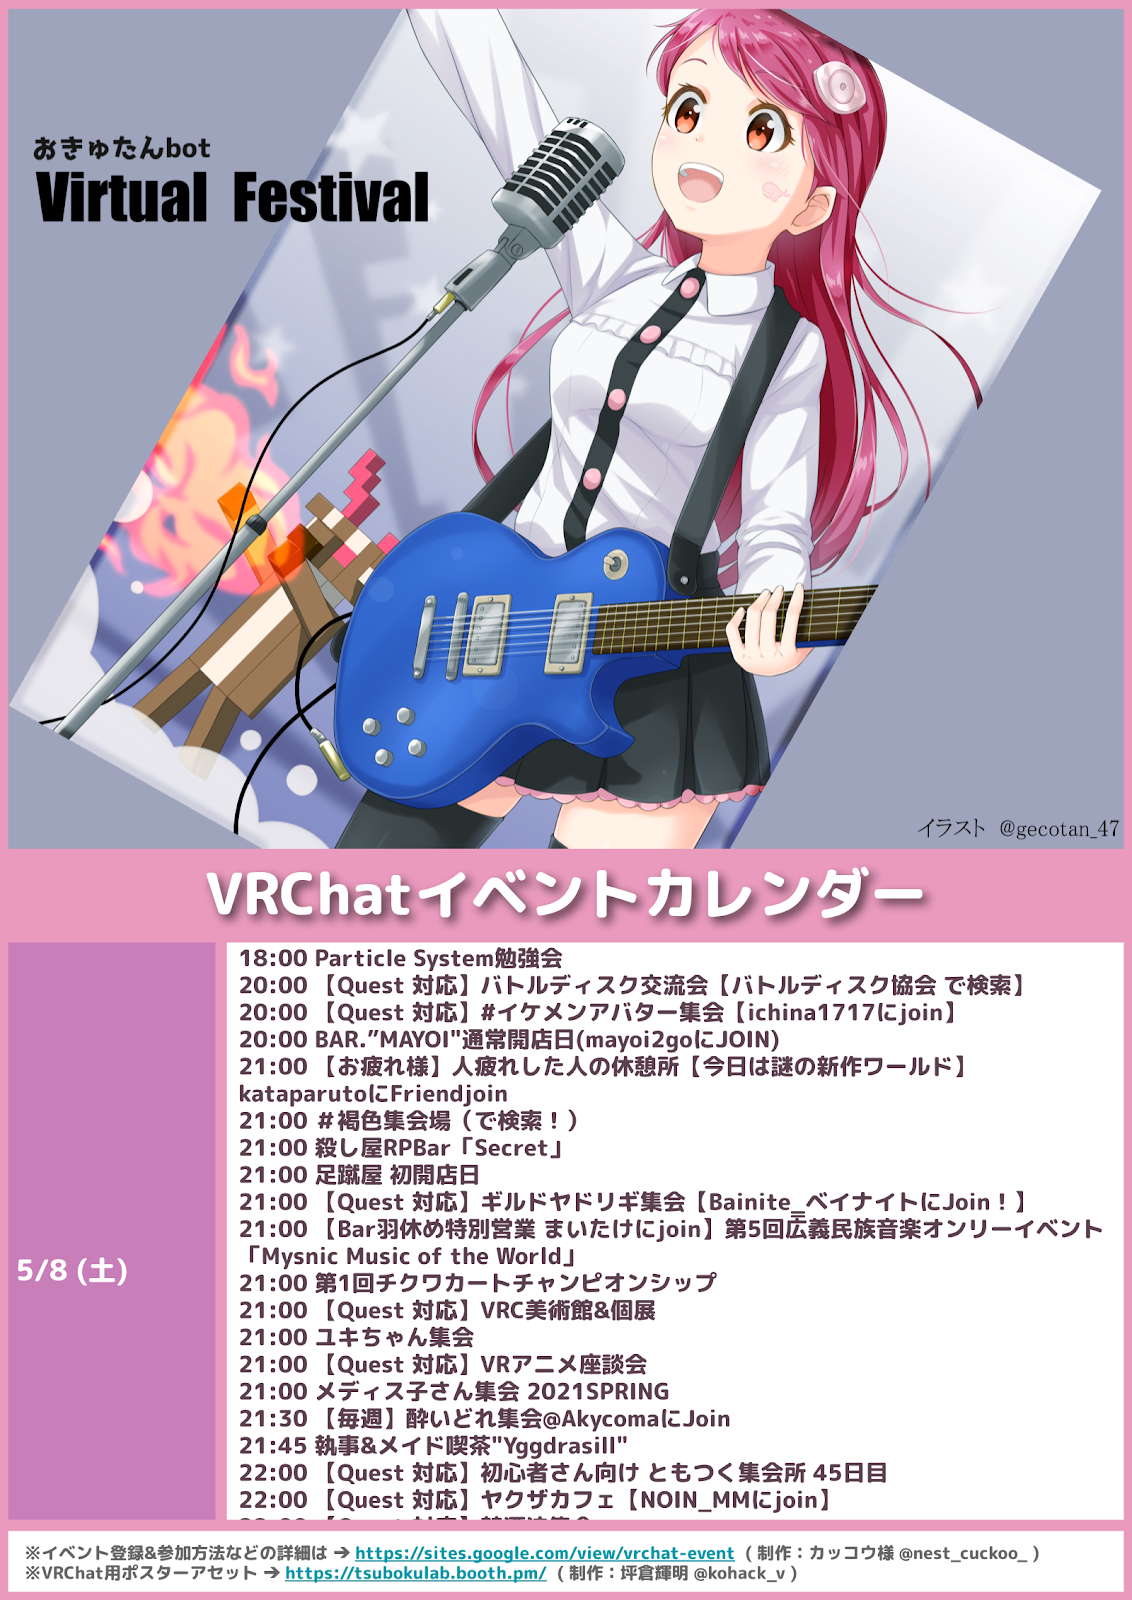 おきゅたんbot
Virtual Festival
イラスト @gecotan_47
VRChatイベントカレンダー
5/8 (土)
18:00 Particle System勉強会
20:00 【Quest 対応】バトルディスク交流会【バトルディスク協会 で検索】
20:00 【Quest 対応】#イケメンアバター集会【ichina1717にjoin】
20:00 BAR.”MAYOI"通常開店日(mayoi2goにJOIN)
21:00 【お疲れ様】人疲れした人の休憩所【今日は謎の新作ワールド】
kataparutoにFriendjoin
21:00 ＃褐色集会場（で検索！）
21:00 殺し屋RPBar「Secret」
21:00 足蹴屋 初開店日
21:00 【Quest 対応】ギルドヤドリギ集会【Bainite‗ベイナイトにJoin！】
21:00 【Bar羽休め特別営業 まいたけにjoin】第5回広義民族音楽オンリーイベント
「Mysnic Music of the World」
21:00 第1回チクワカートチャンピオンシップ
21:00 【Quest 対応】VRC美術館&個展
21:00 ユキちゃん集会
21:00 【Quest 対応】VRアニメ座談会
21:00 メディス子さん集会 2021SPRING
21:30 【毎週】酔いどれ集会@AkycomaにJoin
21:45 執事&メイド喫茶"Yggdrasill"
22:00 【Quest 対応】初心者さん向け ともつく集会所 45日目
22:00 【Quest 対応】ヤクザカフェ【NOIN_MMにjoin】
※イベント登録&参加方法などの詳細は → https://sites.google.com/view/vrchat-event （ 制作：カッコウ様 @nest_cuckoo_ ）
※VRChat用ポスターアセット → https://tsubokulab.booth.pm/ （ 制作：坪倉輝明 @kohack_v ）